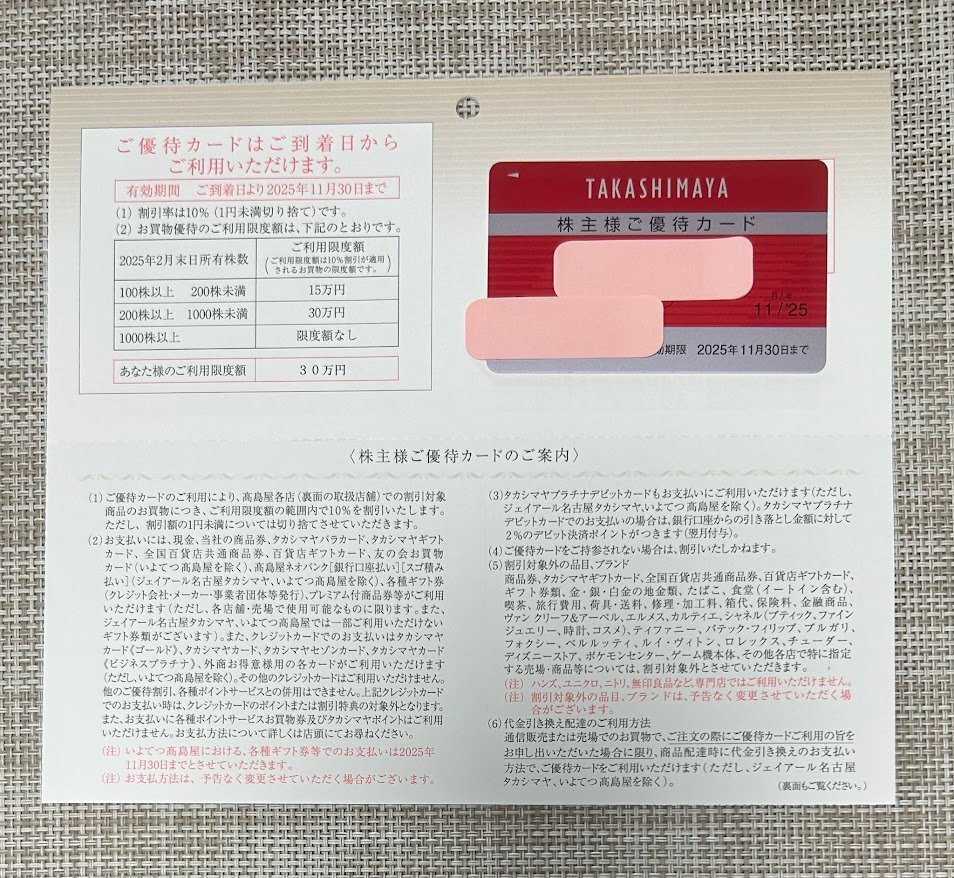 ご優待カードはご到着日から
ご利用いただけます。
有効期間 ご到着日より2025年11月30日まで
(1) 割引率は10%(1円未満切り捨て)です。
(2) お買物優待のご利用限度額は、下記のとおりです。
2025年2月末日所有株数
ご利用限度額
(ご利用限度額は10%割引が適用
されるお買物の限度額です。)
100株以上 200株未満 15万円
200株以上 1000株未満 30万円
1000株以上 限度額なし
あなた様のご利用限度額 30万円
TAKASHIMAYA
株主様ご優待カード
月/年
11/'25
効期限 2025年11月30日まで
〈株主様ご優待カードのご案内〉
(1)ご優待カードのご利用により、髙島屋各店(裏面の取扱店舗)での割引対象
商品のお買物につき、ご利用限度額の範囲内で10%を割引いたします。
ただし、割引額の1円未満については切り捨てさせていただきます。
(2)お支払いには、現金、当社の商品券、タカシマヤバラカード、タカシマヤギフト
カード、全国百貨店共通商品券、百貨店ギフトカード、友の会お買物
カード(いよてつ髙島屋を除く)、髙島屋ネオバンク[銀行口座払い][スゴ積み
払い](ジェイアール名古屋タカシマヤ、いよてつ髙島屋を除く)、各種ギフト券
(クレジット会社・メーカー・事業者団体等発行)、プレミアム付商品券等がご利用
いただけます(ただし、各店舗・売場で使用可能なものに限ります。また、
ジェイアール名古屋タカシマヤ、いよてつ髙島屋では一部ご利用いただけない
ギフト券類がございます)。また、クレジットカードでのお支払いはタカシマヤ
カード《ゴールド》、タカシマヤカード、タカシマヤセゾンカード、タカシマヤカード
《ビジネスプラチナ》、外商お得意様用の各カードがご利用いただけます
(ただし、いよてつ髙島屋を除く)。その他のクレジットカードはご利用いただけません。
他のご優待割引、各種ポイントサービスとの併用はできません。上記クレジットカード
でのお支払い時は、クレジットカードのポイントまたは割引特典の対象外となります。
また、お支払いに各種ポイントサービスお買物券及びタカシマヤポイントはご利用
いただけません。お支払方法について詳しくは店頭にてお尋ねください。
(注) いよてつ髙島屋における、各種ギフト券等でのお支払いは2025年
11月30日までとさせていただきます。
(注) お支払方法は、予告なく変更させていただく場合がございます。
(3)タカシマヤプラチナデビットカードもお支払いにご利用いただけます(ただし、
ジェイアール名古屋タカシマヤ、いよてつ髙島屋を除く)。タカシマヤプラチナ
デビットカードでのお支払いの場合は、銀行口座からの引き落とし金額に対して
2%のデビット決済ポイントがつきます(翌月付与)。
(4)ご優待カードをご持参されない場合は、割引いたしかねます。
(5)割引対象外の品目、ブランド
商品券、タカシマヤギフトカード、全国百貨店共通商品券、百貨店ギフトカード、
ギフト券類、金・銀・白金の地金類、たばこ、食堂(イートイン含む)、
喫茶、旅行費用、荷具・送料、修理・加工料、箱代、保険料、金融商品、
ヴァン クリーフ&アーペル、エルメス、カルティエ、シャネル(ブティック、ファイン
ジュエリー、時計、コスメ)、ティファニー、パテック・フィリップ、ブルガリ、
フォクシー、ベルルッティ、ルイ・ヴィトン、ロレックス、チューダー、
ディズニーストア、ポケモンセンター、ゲーム機本体、その他各店で特に指定
する売場・商品等については、割引対象外とさせていただきます。
(注) ハンズ、ユニクロ、ニトリ、無印良品など専門店ではご利用いただけません。
(注) 割引対象外の品目、ブランドは、予告なく変更させていただく場
合がございます。
(6)代金引き換え配達のご利用方法
通信販売または売場でのお買物で、ご注文の際にご優待カードご利用の旨を
お申し出いただいた場合に限り、商品配達時に代金引き換えのお支払い
方法で、ご優待カードをご利用いただけます(ただし、ジェイアール名古屋
タカシマヤ、いよてつ髙島屋を除く)。
(裏面もご覧ください。)